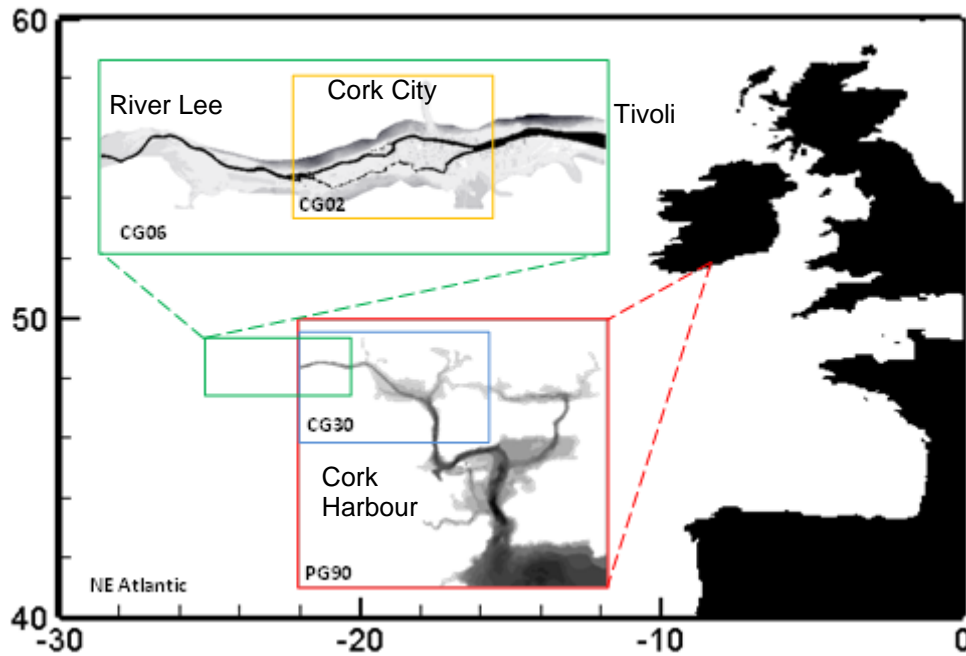 60
River Lee
Cork City
Tivoli
CG02
CG06
50
CG30
Cork
Harbour
PG90
NE Atlantic
40
-30
-20
-10
0